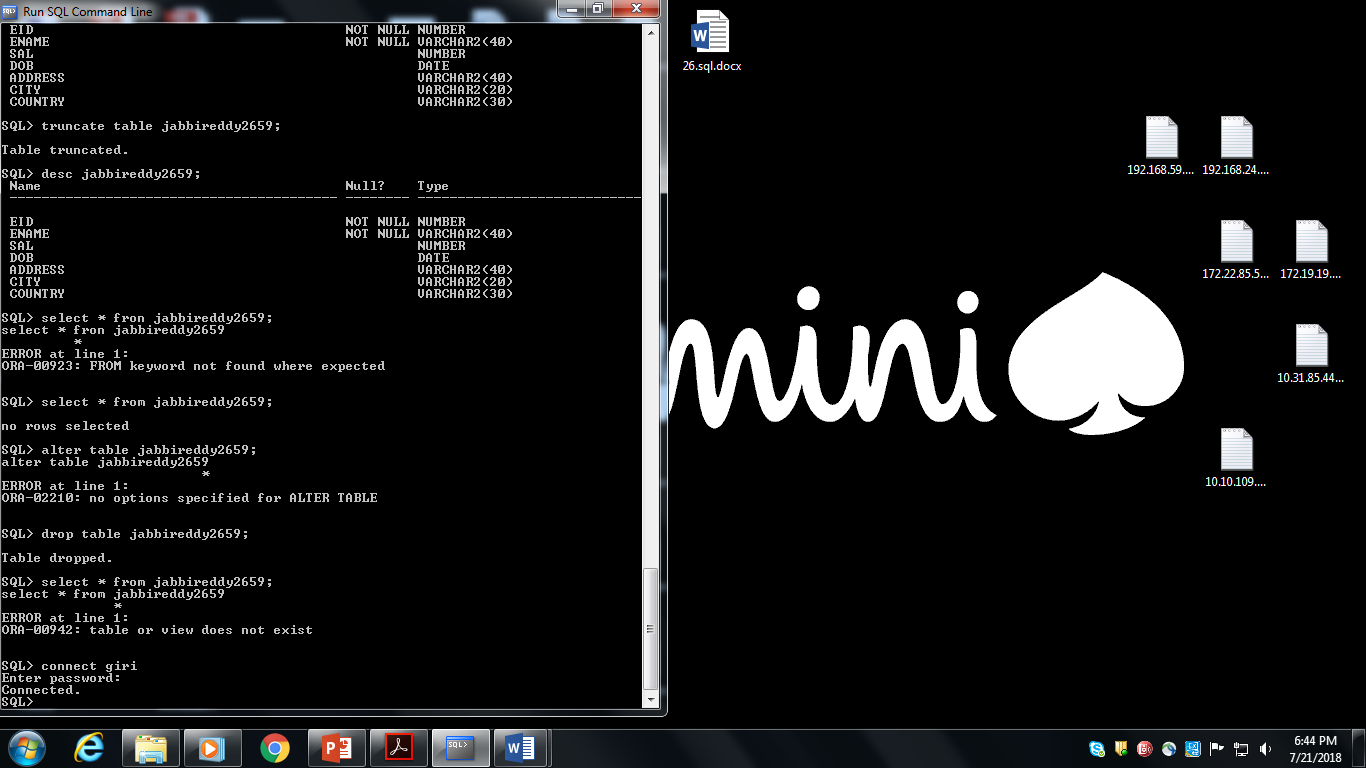 Run SQL Command Line
EID NOT NULL NUMBER
ENAME NOT NULL VARCHAR2(40)
SAL NUMBER
DOB DATE
ADDRESS VARCHAR2(40)
CITY VARCHAR2(20)
COUNTRY VARCHAR2(30)
SQL> truncate table jabbireddy2659;
Table truncated.
SQL> desc jabbireddy2659;
Name Null? Type
----------------------------------------- -------- ----------------------------
EID NOT NULL NUMBER
ENAME NOT NULL VARCHAR2(40)
SAL NUMBER
DOB DATE
ADDRESS VARCHAR2(40)
CITY VARCHAR2(20)
COUNTRY VARCHAR2(30)
SQL> select * fron jabbireddy2659;
select * fron jabbireddy2659
*
ERROR at line 1:
ORA-00923: FROM keyword not found where expected
SQL> select * from jabbireddy2659;
no rows selected
SQL> alter table jabbireddy2659;
alter table jabbireddy2659
*
ERROR at line 1:
ORA-02210: no options specified for ALTER TABLE
SQL> drop table jabbireddy2659;
Table dropped.
SQL> select * from jabbireddy2659;
select * from jabbireddy2659
*
ERROR at line 1:
ORA-00942: table or view does not exist
SQL> connect giri
Enter password:
Connected.
SQL>
26.sql.docx
192.168.59.... 192.168.24....
172.22.85.5... 172.19.19....
mini
10.31.85.44...
10.10.109....
6:44 PM
7/21/2018